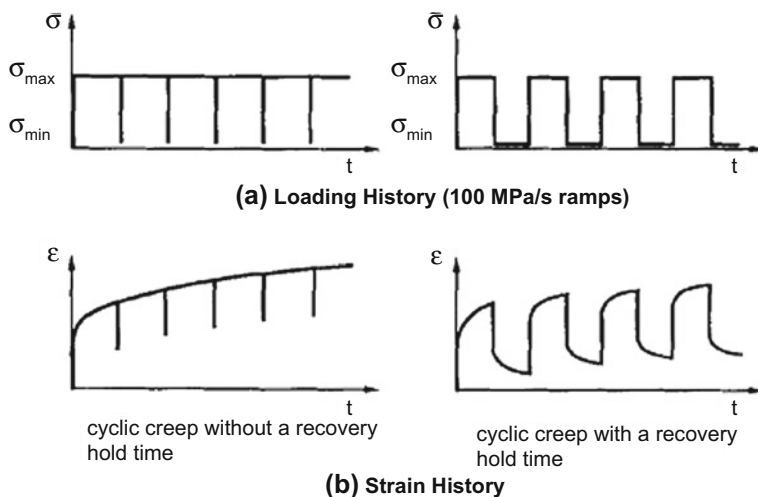 σ̄
σ̄
σmax
σmax
σmin
σmin
t
t
(a) Loading History (100 MPa/s ramps)
ε
ε
t
t
cyclic creep without a recovery
hold time
cyclic creep with a recovery
hold time
(b) Strain History